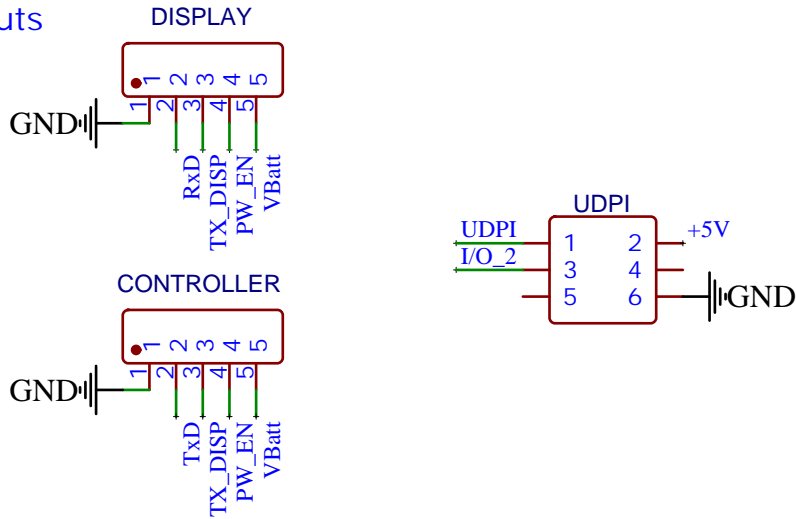 uts
DISPLAY
1 2 3 4 5
1 2 3 4 5
GND
RxD
TX_DISP
PW_EN
VBatt
UDPI
UDPI 1 2 +5V
I/O_2 3 4
5 6 GND
CONTROLLER
1 2 3 4 5
1 2 3 4 5
GND
TxD
TX_DISP
PW_EN
VBatt